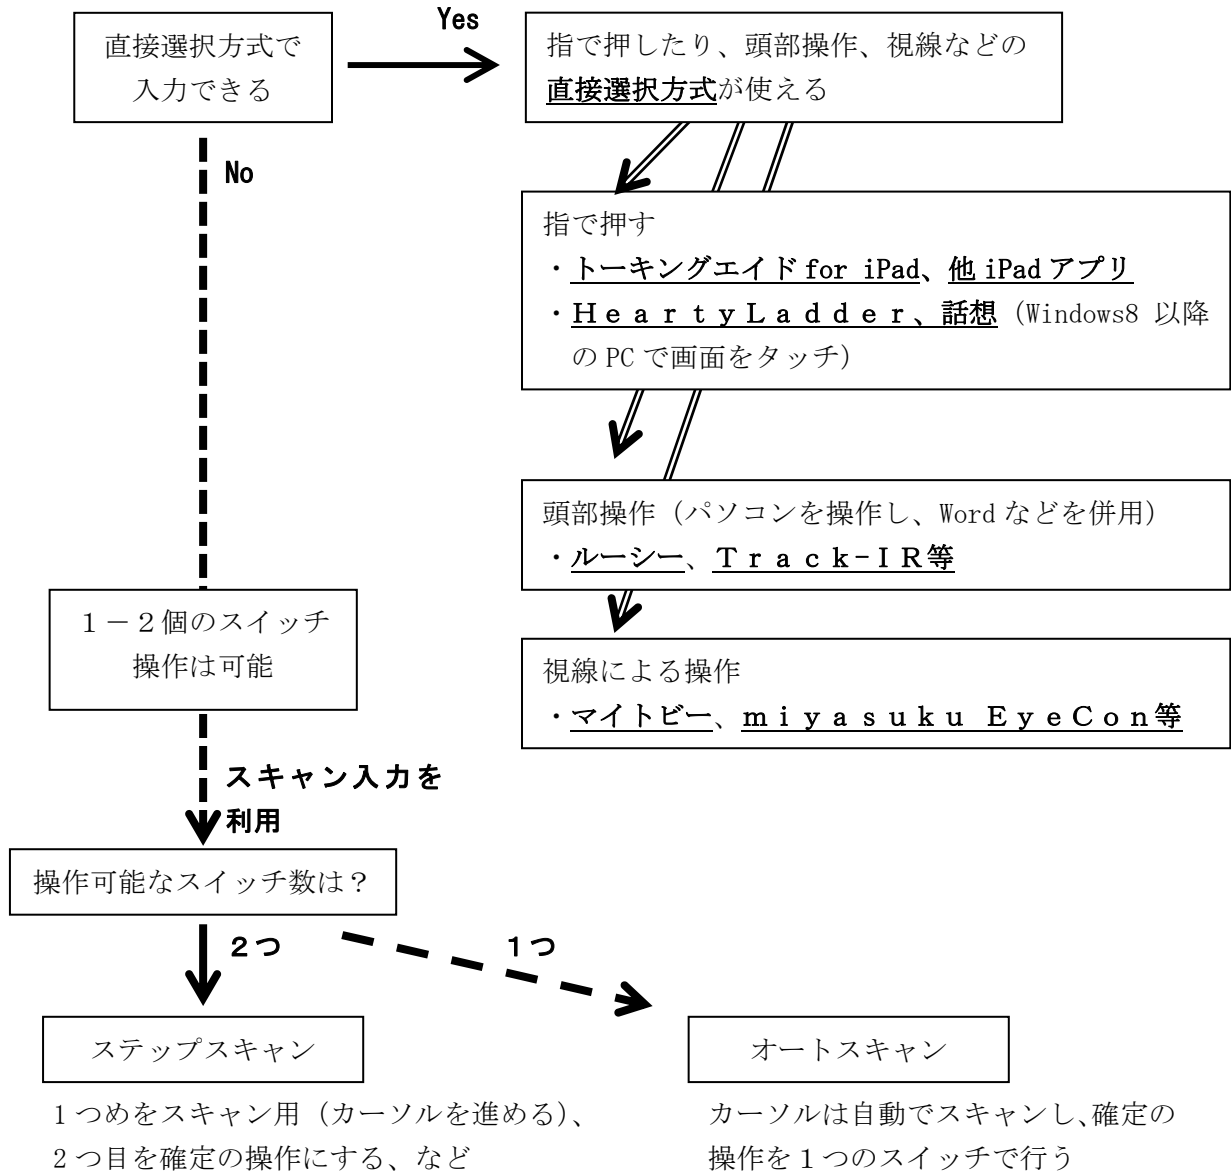 直接選択方式で
入力できる
Yes
指で押したり、頭部操作、視線などの
直接選択方式が使える
No
指で押す
・トーキングエイド for iPad、他 iPad アプリ
・ＨｅａｒｔｙＬａｄｄｅｒ、話想（Windows8 以降
の PC で画面をタッチ）
頭部操作（パソコンを操作し、Word などを併用）
・ルーシー、Ｔｒａｃｋ-ＩＲ等
視線による操作
・マイトビー、ｍｉｙａｓｕｋｕ ＥｙｅＣｏｎ等
１－２個のスイッチ
操作は可能
スキャン入力を
利用
操作可能なスイッチ数は？
２つ
１つ
ステップスキャン
1 つめをスキャン用（カーソルを進める）、
2 つ目を確定の操作にする、など
オートスキャン
カーソルは自動でスキャンし、確定の
操作を１つのスイッチで行う